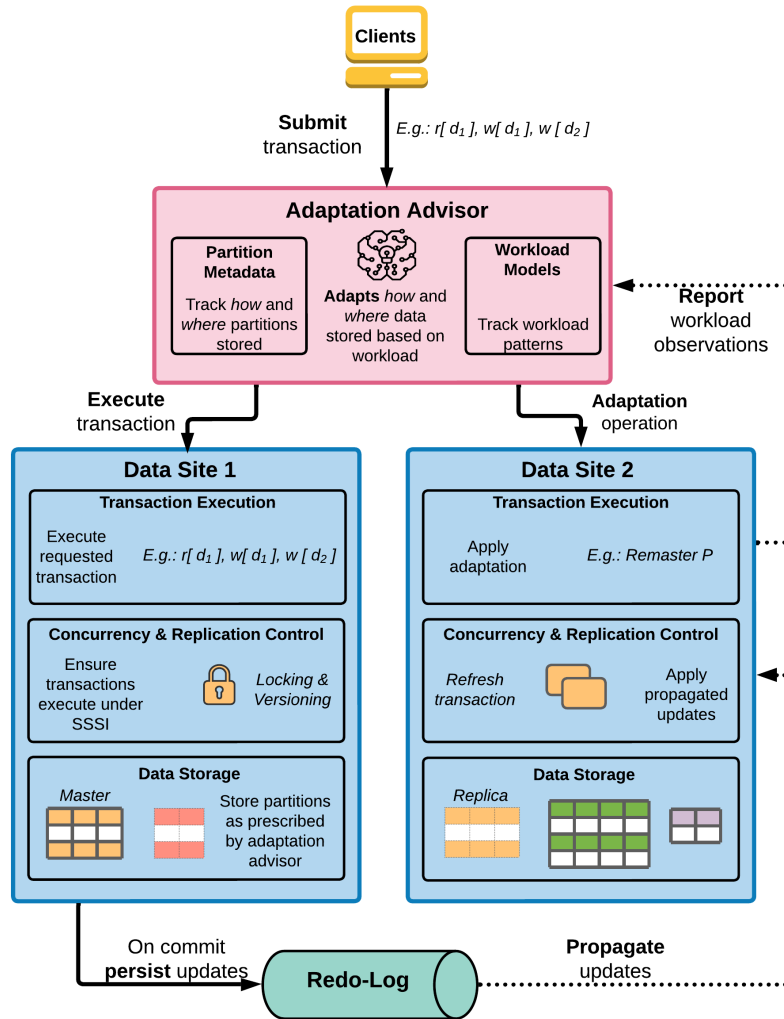 Clients
Submit
transaction
E.g.: r[ d₁ ], w[ d₁ ], w [ d₂ ]
Adaptation Advisor
Partition
Metadata
Track how and
where partitions
stored
Adapts how and
where data
stored based on
workload
Workload
Models
Track workload
patterns
Report
workload
observations
Execute
transaction
Adaptation
operation
Data Site 1
Transaction Execution
Execute
requested
transaction
E.g.: r[ d₁ ], w[ d₁ ], w [ d₂ ]
Concurrency & Replication Control
Ensure
transactions
execute under
SSSI
Locking &
Versioning
Data Storage
Master
Store partitions
as prescribed
by adaptation
advisor
Data Site 2
Transaction Execution
Apply
adaptation
E.g.: Remaster P
Concurrency & Replication Control
Refresh
transaction
Apply
propagated
updates
Data Storage
Replica
On commit
persist updates
Redo-Log
Propagate
updates